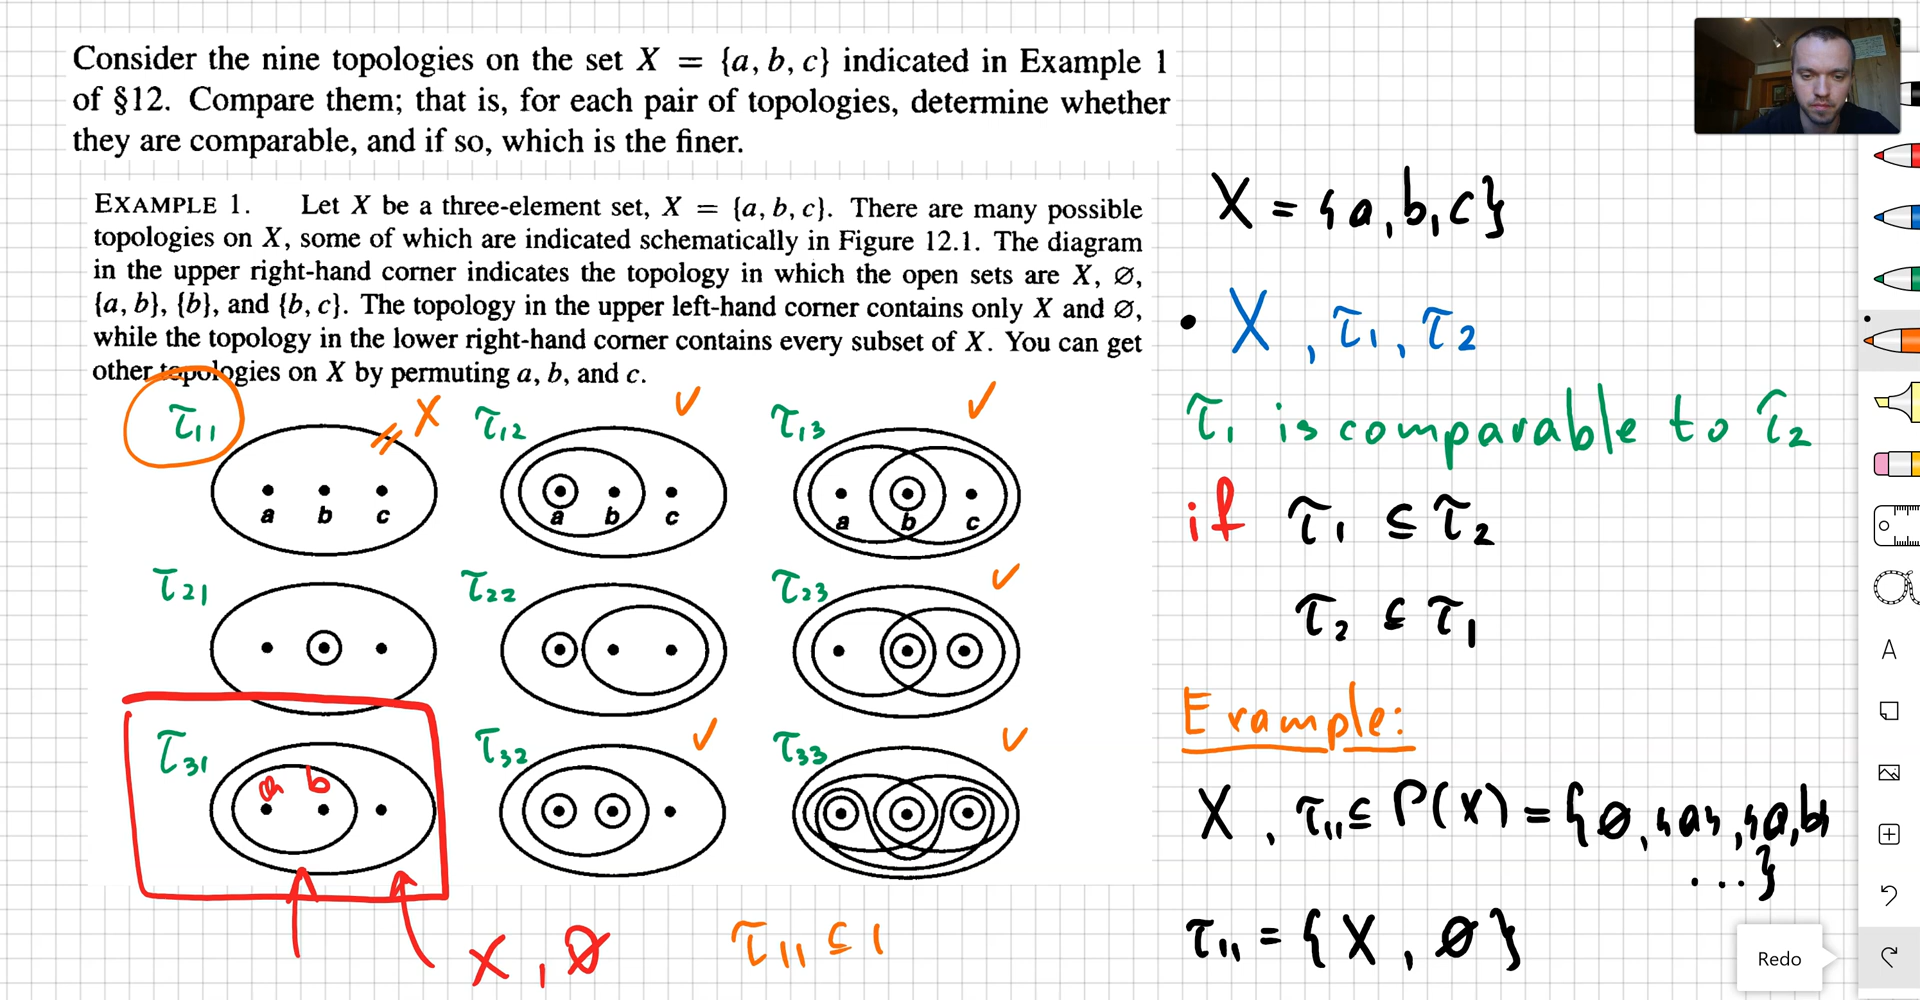 Consider the nine topologies on the set X = {a, b, c} indicated in Example 1
of §12. Compare them; that is, for each pair of topologies, determine whether
they are comparable, and if so, which is the finer.
EXAMPLE 1. Let X be a three-element set, X = {a, b, c}. There are many possible
topologies on X, some of which are indicated schematically in Figure 12.1. The diagram
in the upper right-hand corner indicates the topology in which the open sets are X, ∅,
{a, b}, {b}, and {b, c}. The topology in the upper left-hand corner contains only X and ∅,
while the topology in the lower right-hand corner contains every subset of X. You can get
other topologies on X by permuting a, b, and c.
τ11 X τ12 ✓ τ13 ✓
a b c a b c a b c
τ21 τ22 τ23 ✓
τ31 τ32 ✓ τ33 ✓
a b
X , ∅
τ11 ⊆
X = {a, b, c}
• X , τ1, τ2
τ1 is comparable to τ2
if τ1 ⊆ τ2
τ2 ⊆ τ1
Example:
X , τ11 ⊆ P(X) = {∅, {a}, {a, b}
...}
τ11 = {X , ∅}
A
Redo